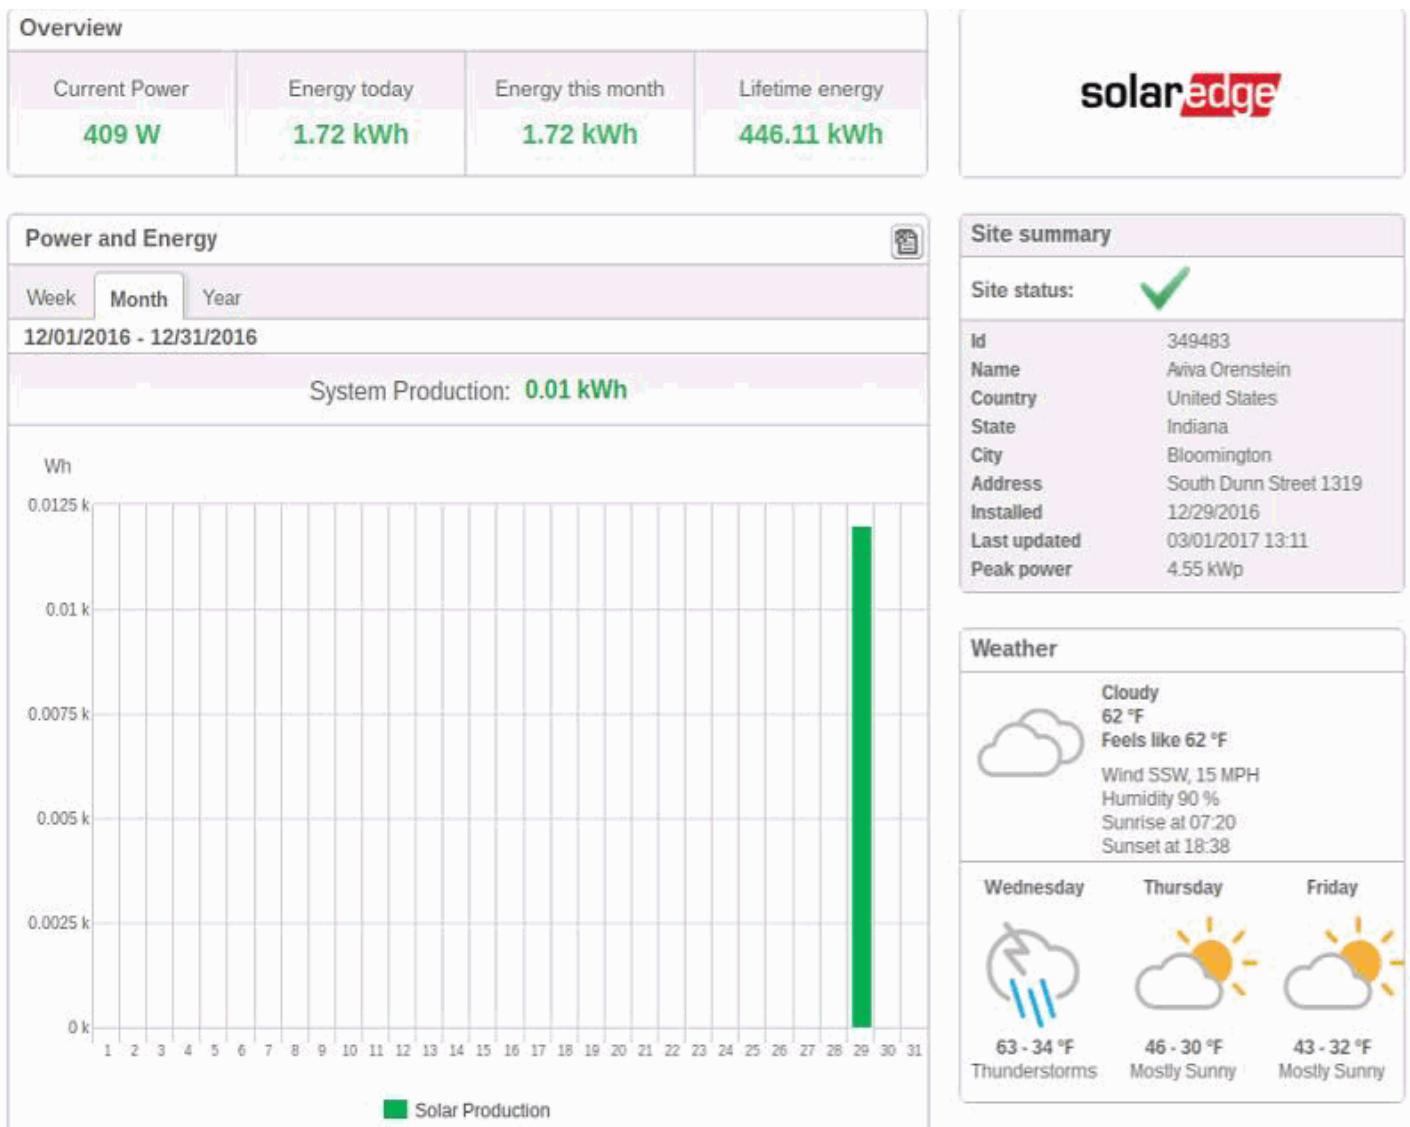 Overview
Current Power Energy today Energy this month Lifetime energy
409 W 1.72 kWh 1.72 kWh 446.11 kWh
solaredge
Power and Energy
Week Month Year
12/01/2016 - 12/31/2016
System Production: 0.01 kWh
Wh
0.0125 k
0.01 k
0.0075 k
0.005 k
0.0025 k
0 k
1 2 3 4 5 6 7 8 9 10 11 12 13 14 15 16 17 18 19 20 21 22 23 24 25 26 27 28 29 30 31
Solar Production
Site summary
Site status:
Id 349483
Name Aviva Orenstein
Country United States
State Indiana
City Bloomington
Address South Dunn Street 1319
Installed 12/29/2016
Last updated 03/01/2017 13:11
Peak power 4.55 kWp
Weather
Cloudy
62 °F
Feels like 62 °F
Wind SSW, 15 MPH
Humidity 90 %
Sunrise at 07:20
Sunset at 18:38
Wednesday Thursday Friday
63 - 34 °F 46 - 30 °F 43 - 32 °F
Thunderstorms Mostly Sunny Mostly Sunny